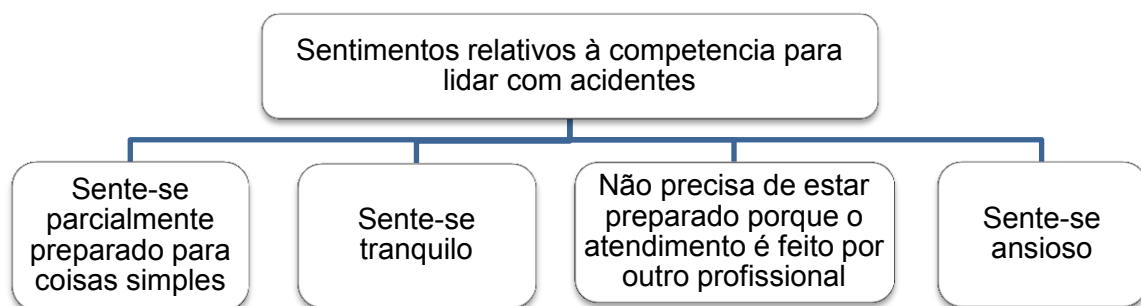 Sentimentos relativos à competencia para
lidar com acidentes
Sente-se
parcialmente
preparado para
coisas simples
Sente-se
tranquilo
Não precisa de estar
preparado porque o
atendimento é feito por
outro profissional
Sente-se
ansioso